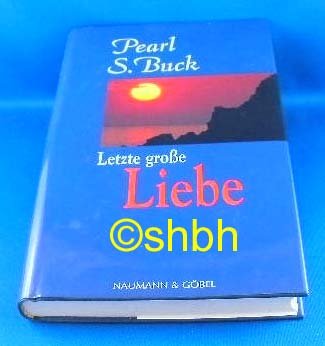 Pearl
S. Buck
Letzte große
Liebe
©shbh
NAUMANN & GÖBEL